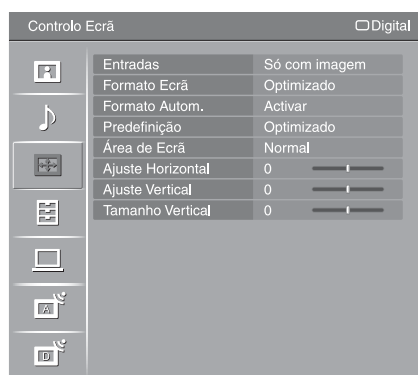 Controlo Ecrã Digital
Entradas Só com imagem
Formato Ecrã Optimizado
Formato Autom. Activar
Predefinição Optimizado
Área de Ecrã Normal
Ajuste Horizontal 0
Ajuste Vertical 0
Tamanho Vertical 0
A
D